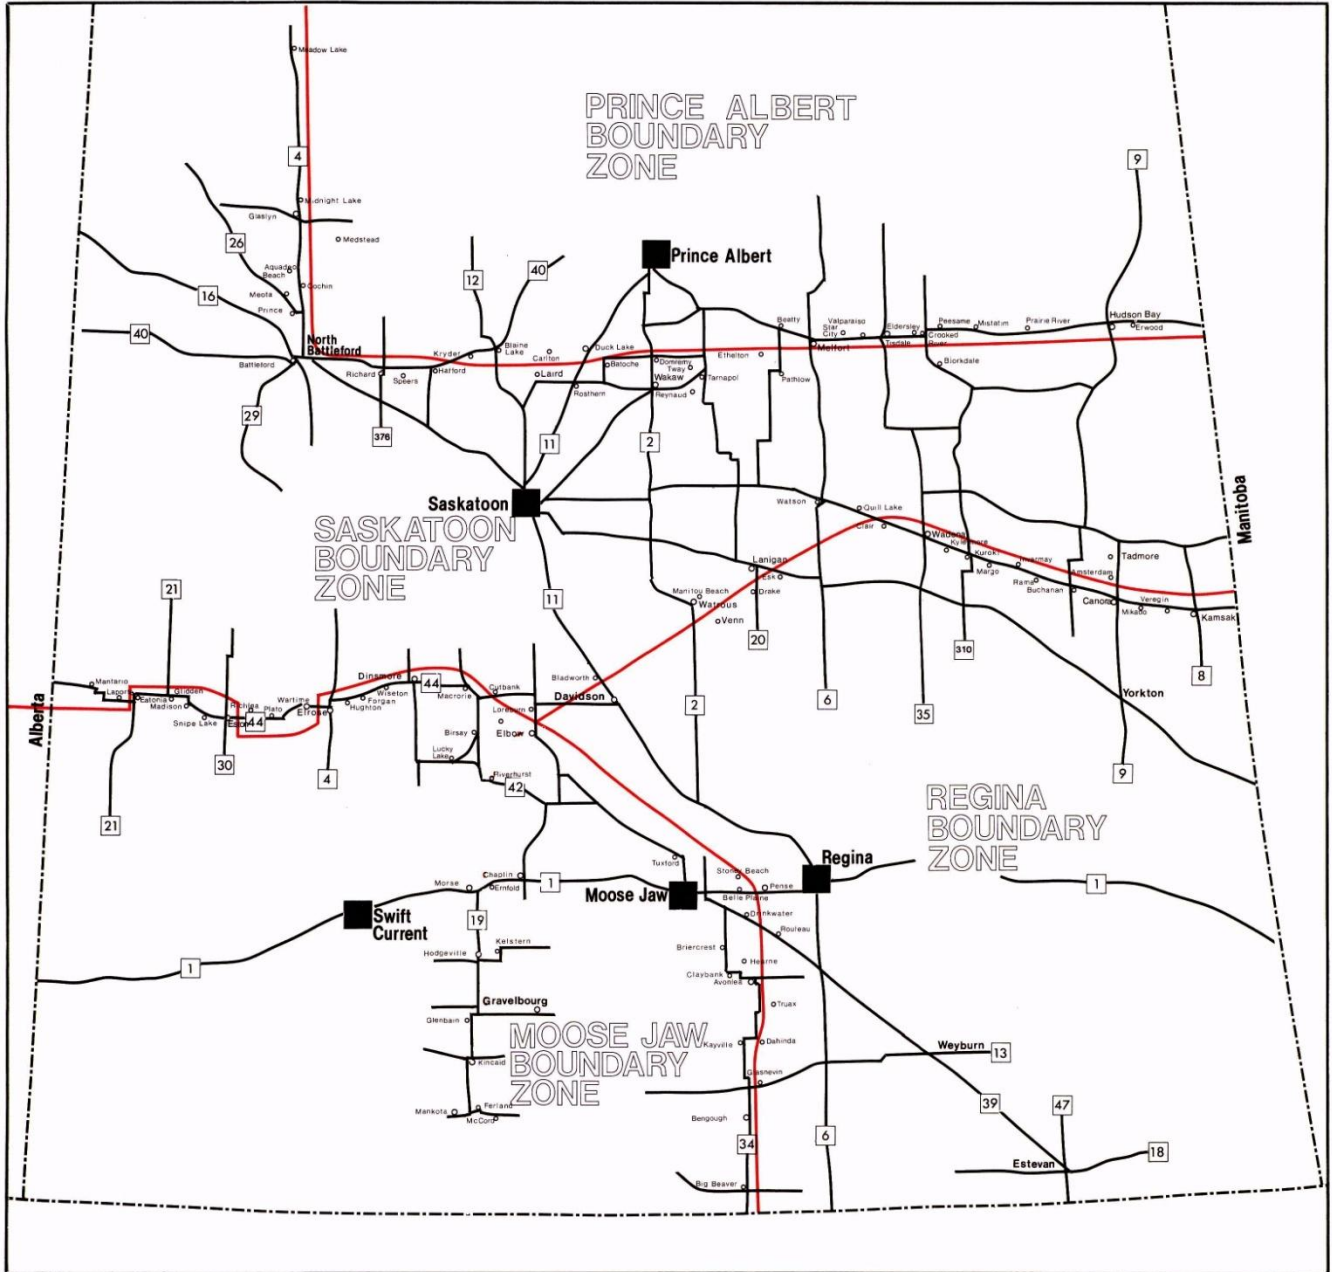 Meadow Lake
PRINCE ALBERT
BOUNDARY
ZONE
4
9
Midnight Lake
Glaslyn
26
Medstead
Prince Albert
Aquadeo
Beach
Cochin
12
40
Meota
16
Prince
40
North
Battleford
Battleford
Kryder
Blaine
Lake
Carlton
Duck Lake
Batoche
Domremy
Tway
Wakaw
Tarnapol
Reynaud
Ethelton
Beatty
Star
City
Valparaiso
Melfort
Eldersley
Tisdale
Crooked
River
Peesame
Mistatim
Prairie River
Hudson Bay
Erwood
Bjorkdale
Pathlow
Richard
Speers
Hafford
Laird
Rosthern
29
376
11
2
Saskatoon
SASKATOON
BOUNDARY
ZONE
Watson
Quill Lake
Clair
Wadena
Kylemore
Kuroki
Margo
Invermay
Rama
Buchanan
Amsterdam
Tadmore
Canora
Mikado
Veregin
Kamsak
Manitoba
Lanigan
Esk
Drake
Manitou Beach
Watrous
Venn
21
11
20
310
8
6
35
2
Yorkton
9
Mantario
Laporte
Eatonia
Glidden
Madison
Snipe Lake
Eston
Richlea
Plato
44
Wartime
Elrose
Hughton
Forgan
Wiseton
Dinsmore
44
Macrorie
Cutbank
Loreburn
Elbow
Bladworth
Davidson
Birsay
Lucky
Lake
Riverhurst
42
Alberta
30
4
21
REGINA
BOUNDARY
ZONE
Regina
Tuxford
Stoney Beach
Pense
Belle Plaine
Moose Jaw
Chaplin
Ernfold
Morse
1
1
Swift
Current
19
Drinkwater
Rouleau
Briercrest
Hearne
Claybank
Avonlea
Kelstern
Hodgeville
1
Gravelbourg
Glenbain
Truax
MOOSE JAW
BOUNDARY
ZONE
Kayville
Dahinda
Kincaid
Glasnevin
Weyburn
13
Mankota
Ferland
McCord
Bengough
39
47
34
6
Estevan
18
Big Beaver